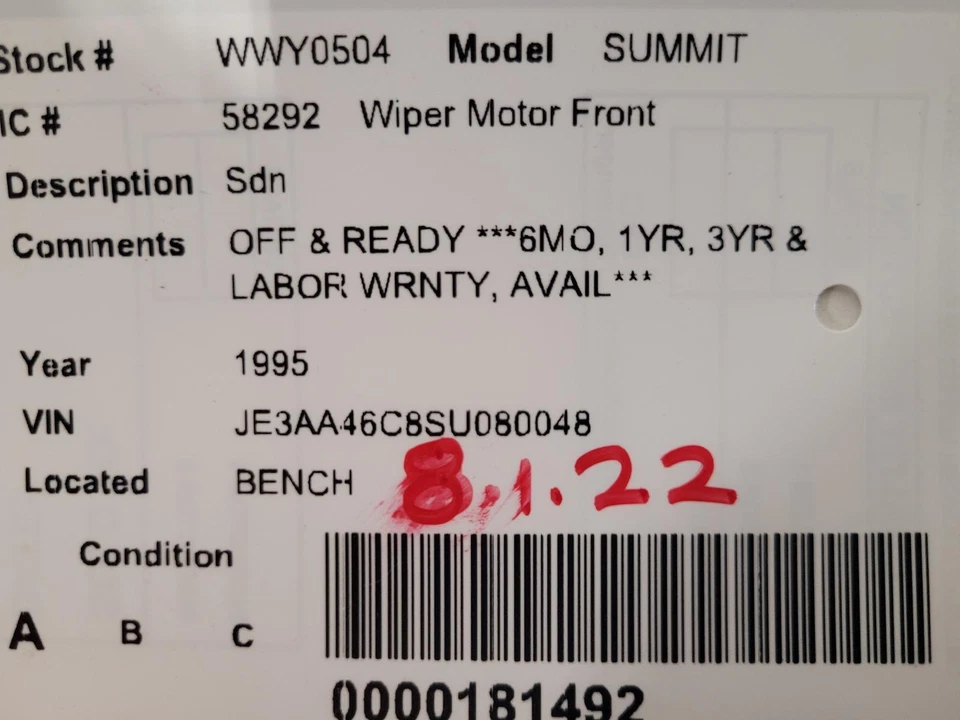 Stock # WWY0504 Model SUMMIT
IC # 58292 Wiper Motor Front
Description Sdn
Comments OFF & READY ***6MO, 1YR, 3YR &
LABOR WRNTY, AVAIL***
Year 1995
VIN JE3AA46C8SU080048
Located BENCH 8.1.22
Condition
A B C
0000181492